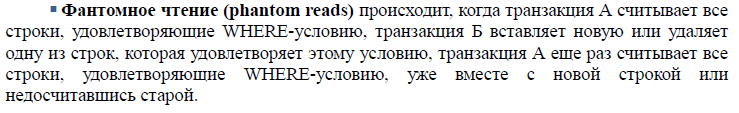 ▪ Фантомное чтение (phantom reads) происходит, когда транзакция А считывает все
строки, удовлетворяющие WHERE-условию, транзакция Б вставляет новую или удаляет
одну из строк, которая удовлетворяет этому условию, транзакция А еще раз считывает все
строки, удовлетворяющие WHERE-условию, уже вместе с новой строкой или
недосчитавшись старой.